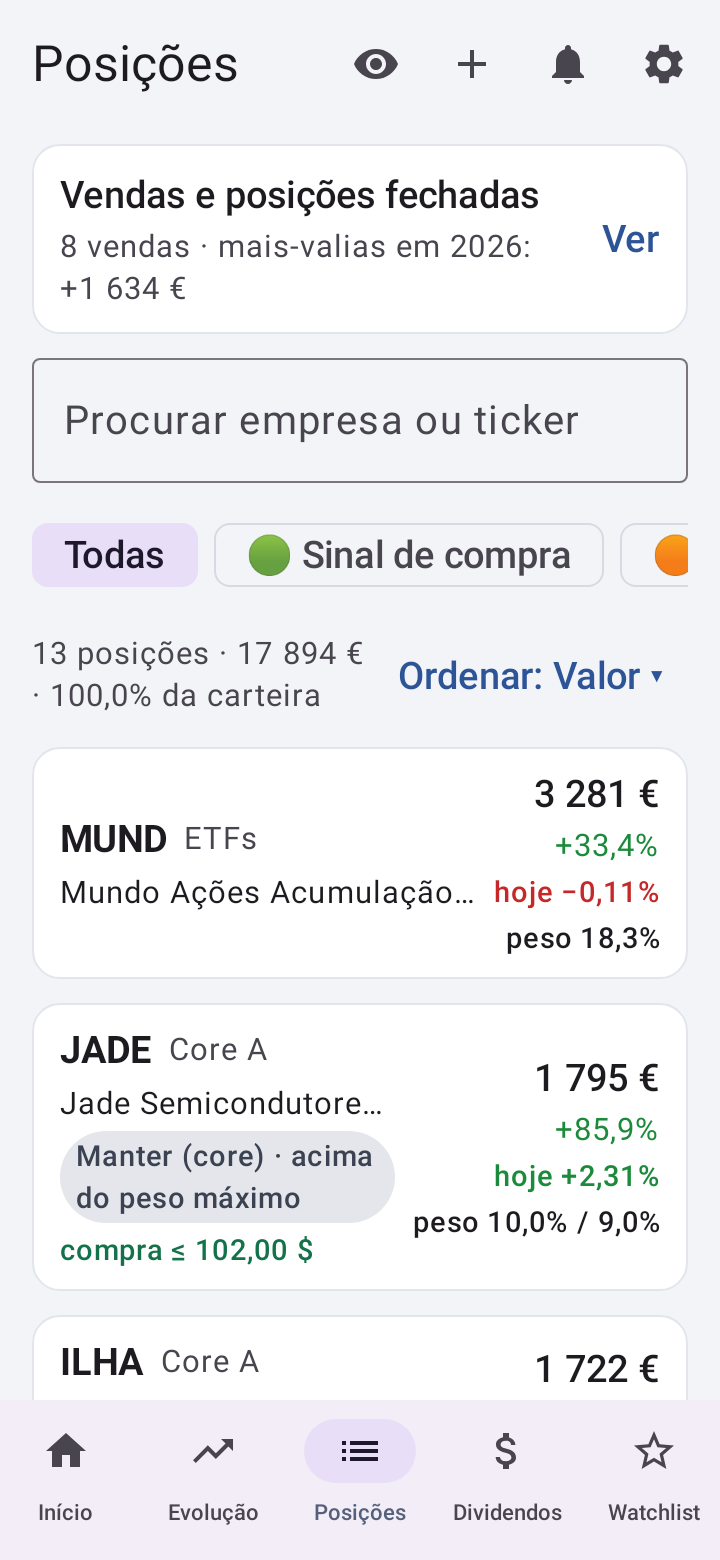 Posições
Vendas e posições fechadas
8 vendas · mais-valias em 2026:
+1 634 €
Ver
Procurar empresa ou ticker
Todas
Sinal de compra
13 posições · 17 894 €
· 100,0% da carteira
Ordenar: Valor ▾
MUND ETFs
Mundo Ações Acumulação…
3 281 €
+33,4%
hoje −0,11%
peso 18,3%
JADE Core A
Jade Semicondutore…
Manter (core) · acima
do peso máximo
compra ≤ 102,00 $
1 795 €
+85,9%
hoje +2,31%
peso 10,0% / 9,0%
ILHA Core A
1 722 €
Início
Evolução
Posições
Dividendos
Watchlist